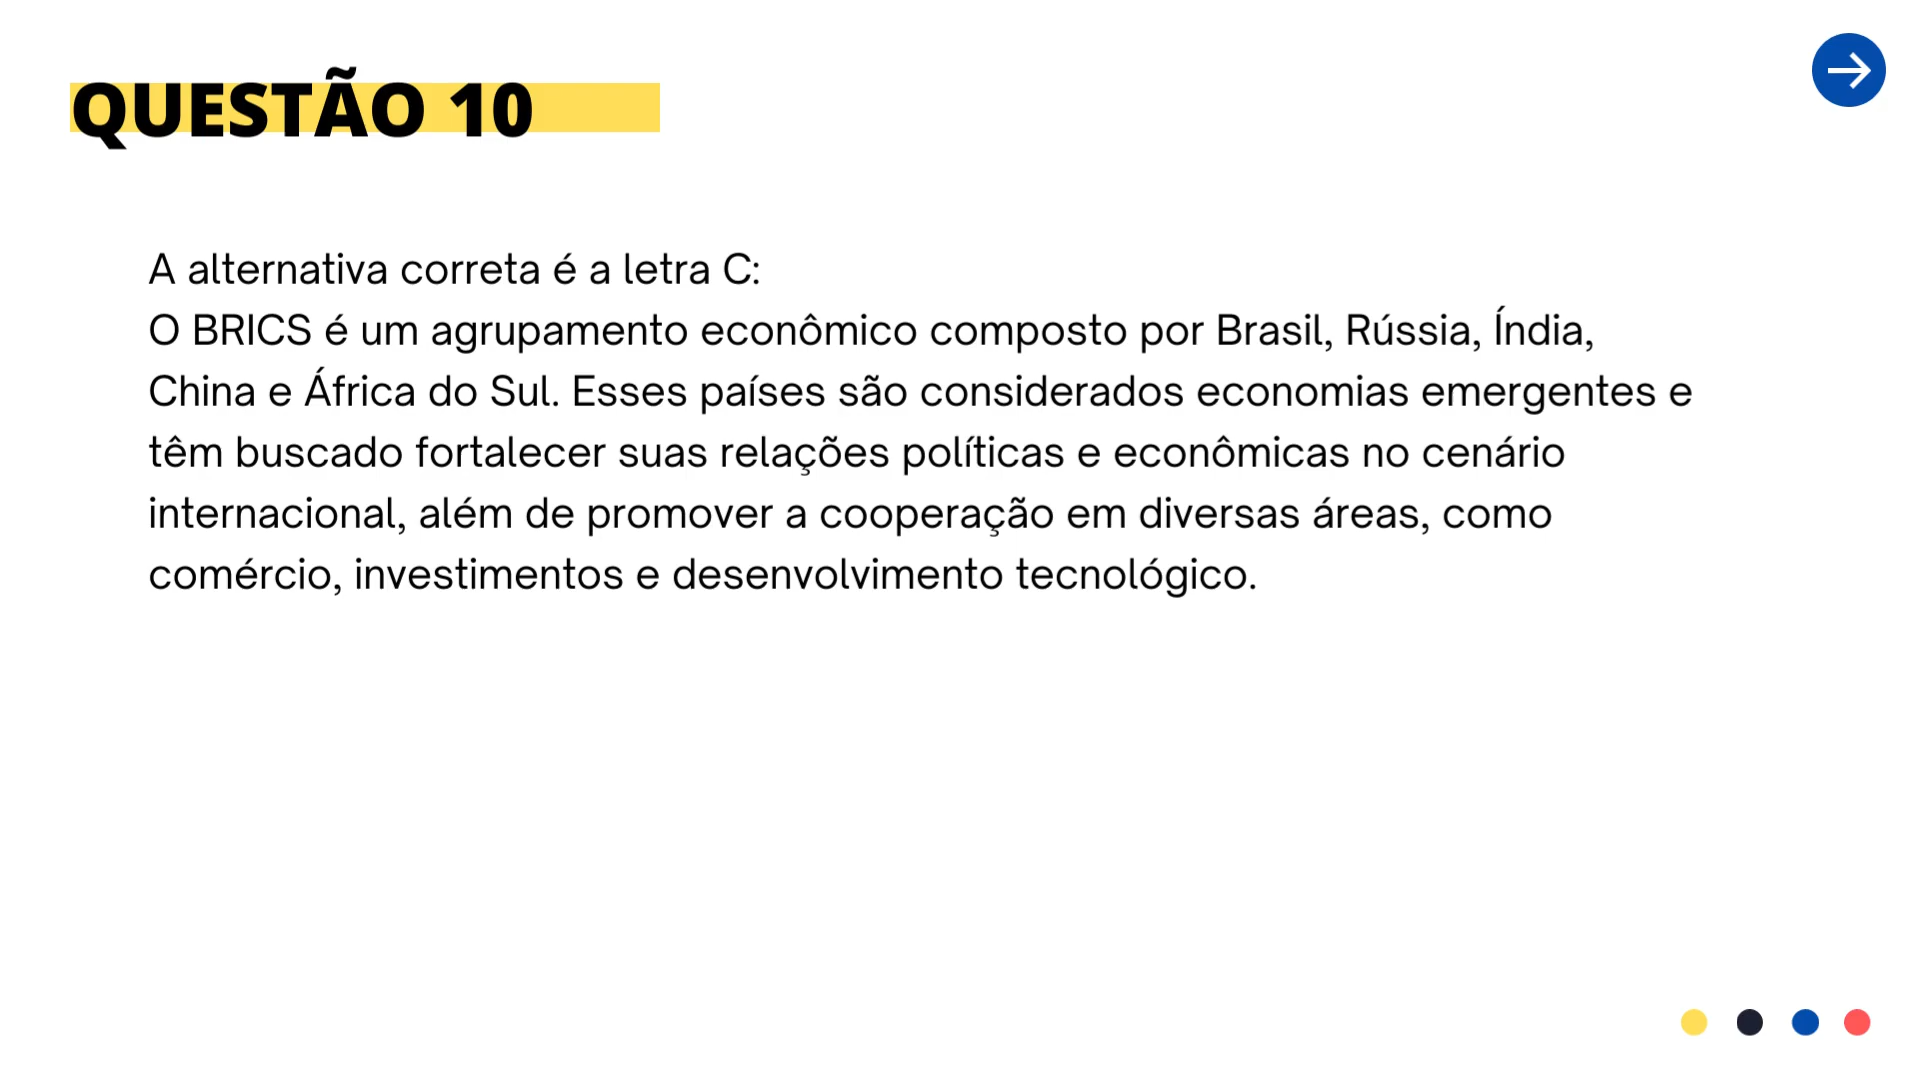 QUESTÃO 10
A alternativa correta é a letra C:
O BRICS é um agrupamento econômico composto por Brasil, Rússia, Índia,
China e África do Sul. Esses países são considerados economias emergentes e
têm buscado fortalecer suas relações políticas e econômicas no cenário
internacional, além de promover a cooperação em diversas áreas, como
comércio, investimentos e desenvolvimento tecnológico.